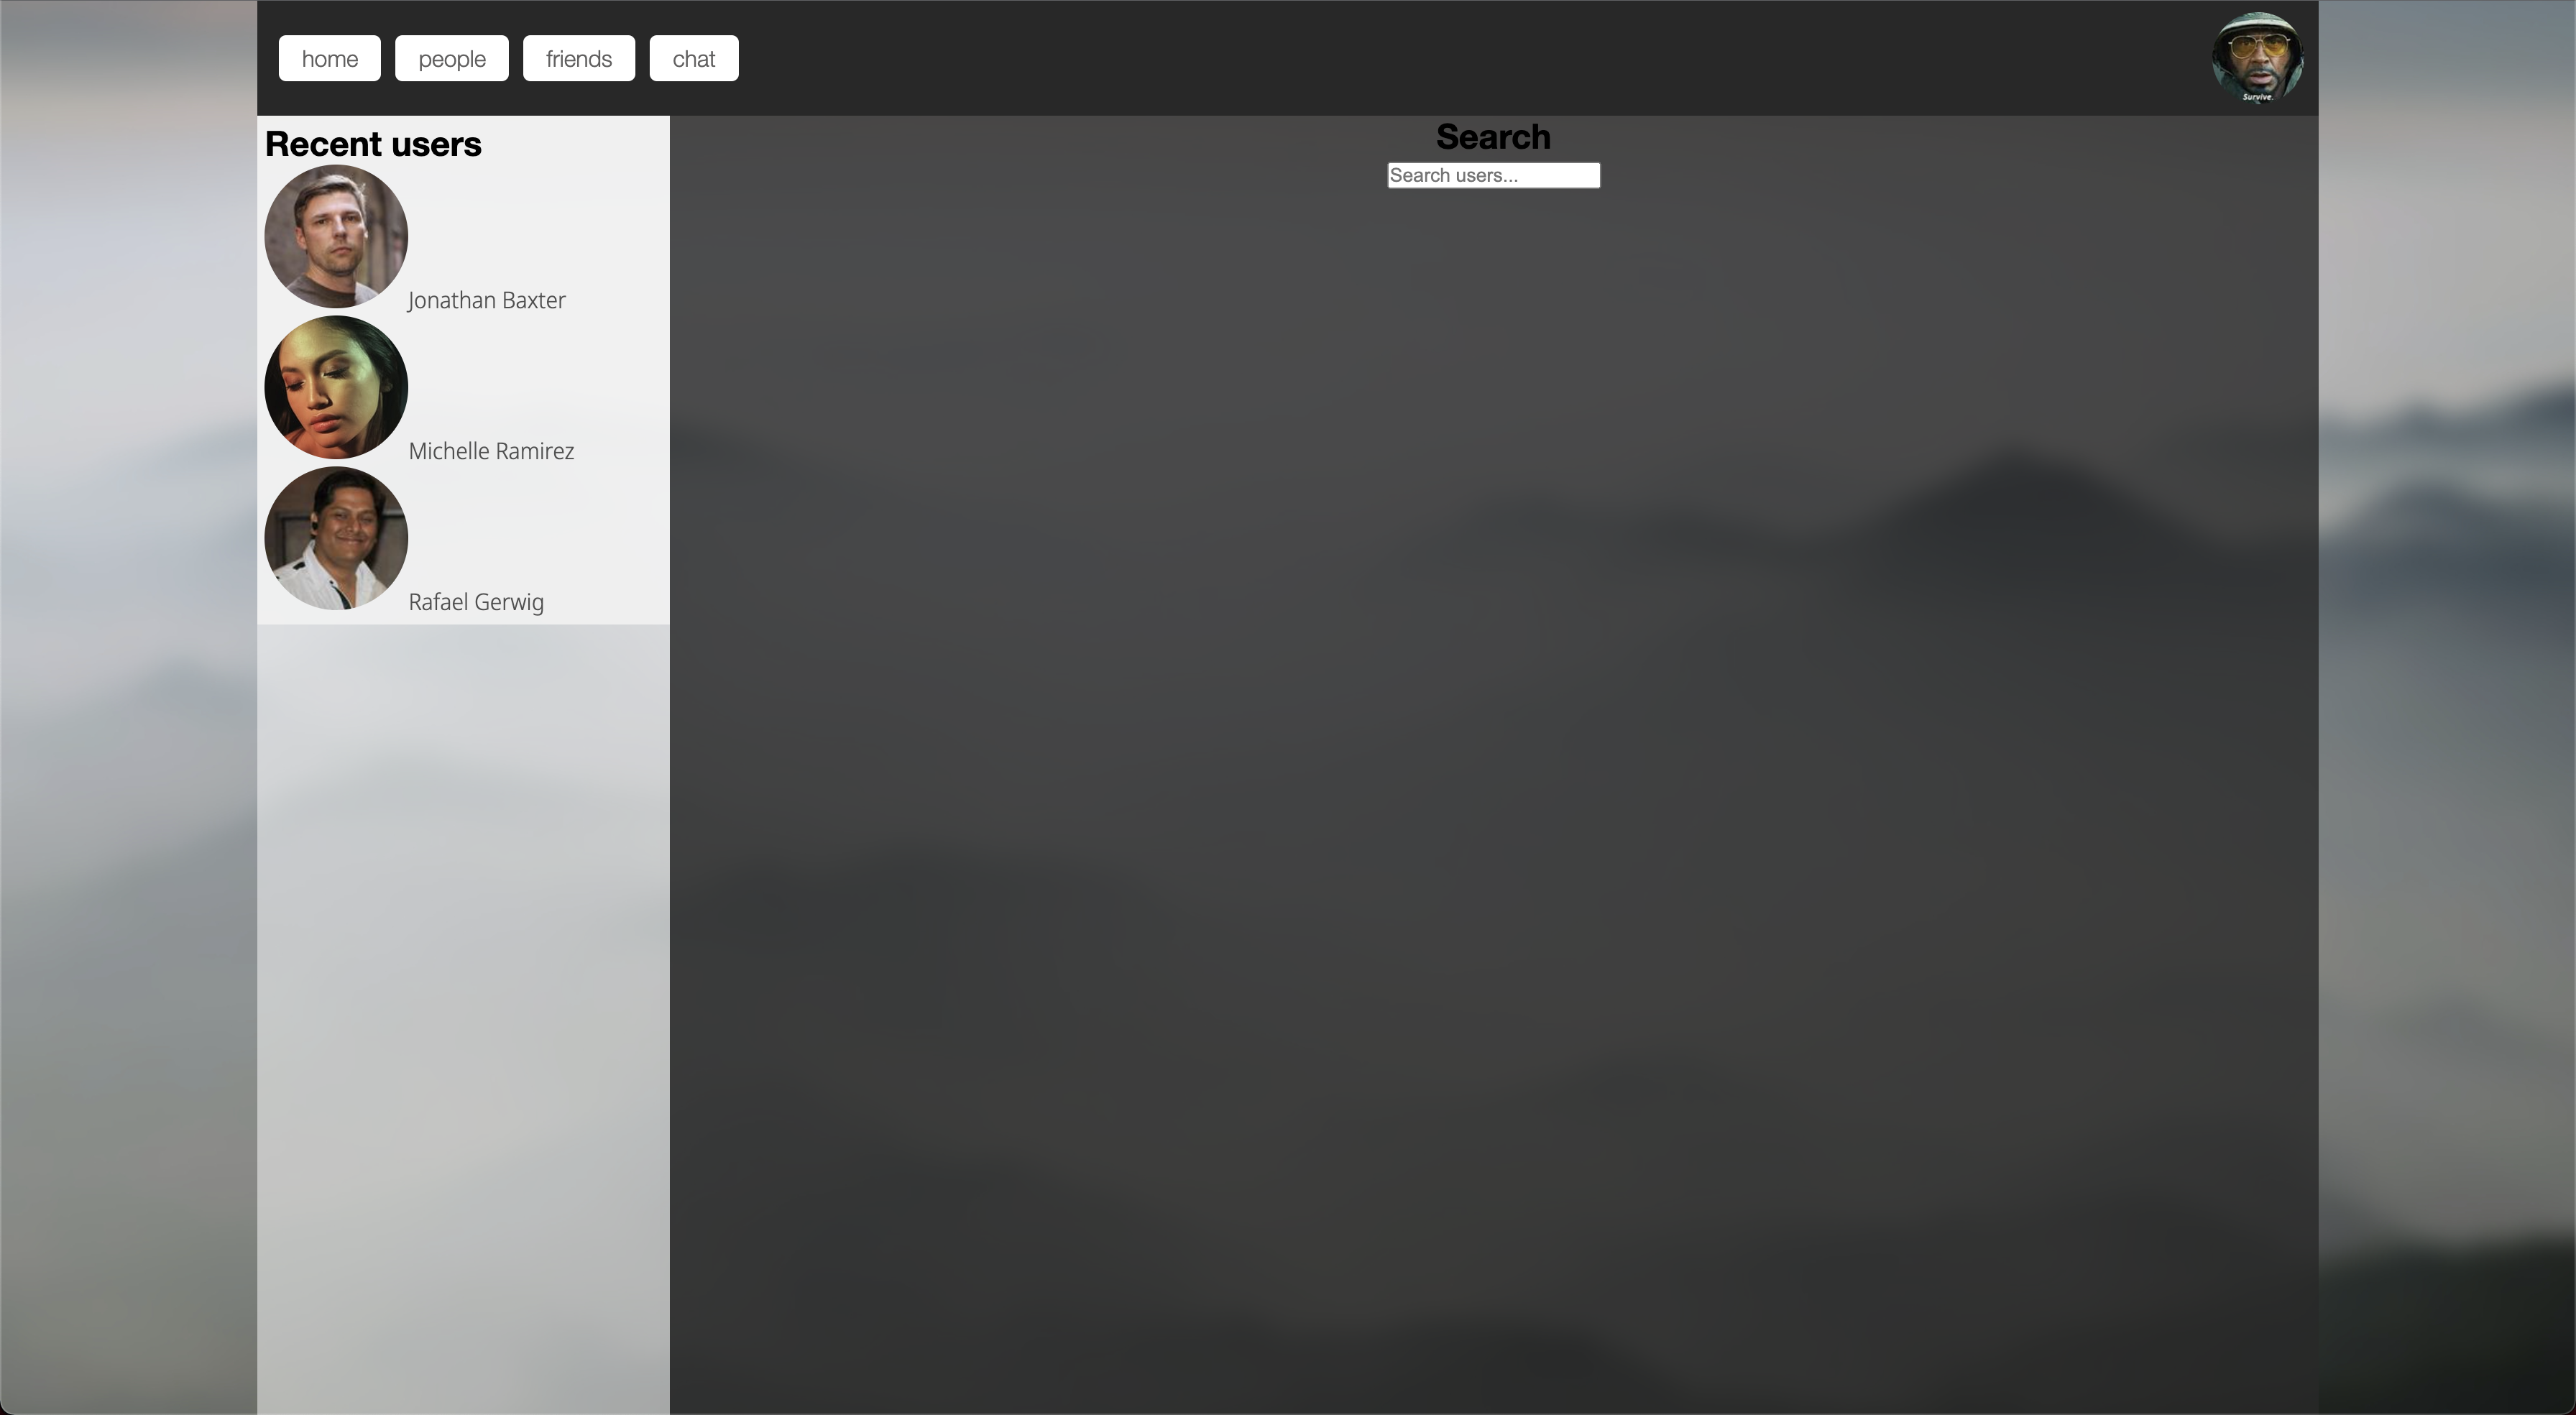 home people friends chat
Survive.
Recent users
Search
Search users...
Jonathan Baxter
Michelle Ramirez
Rafael Gerwig